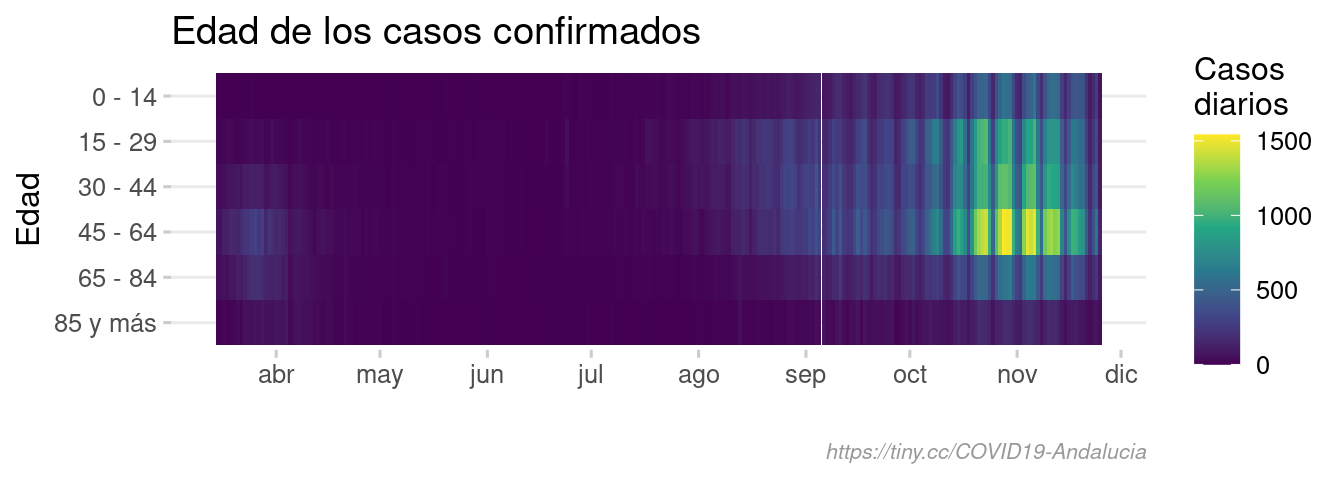 Edad de los casos confirmados
Casos
diarios
1500
1000
500
0
Edad
0 - 14
15 - 29
30 - 44
45 - 64
65 - 84
85 y más
abr may jun jul ago sep oct nov dic
https://tiny.cc/COVID19-Andalucia